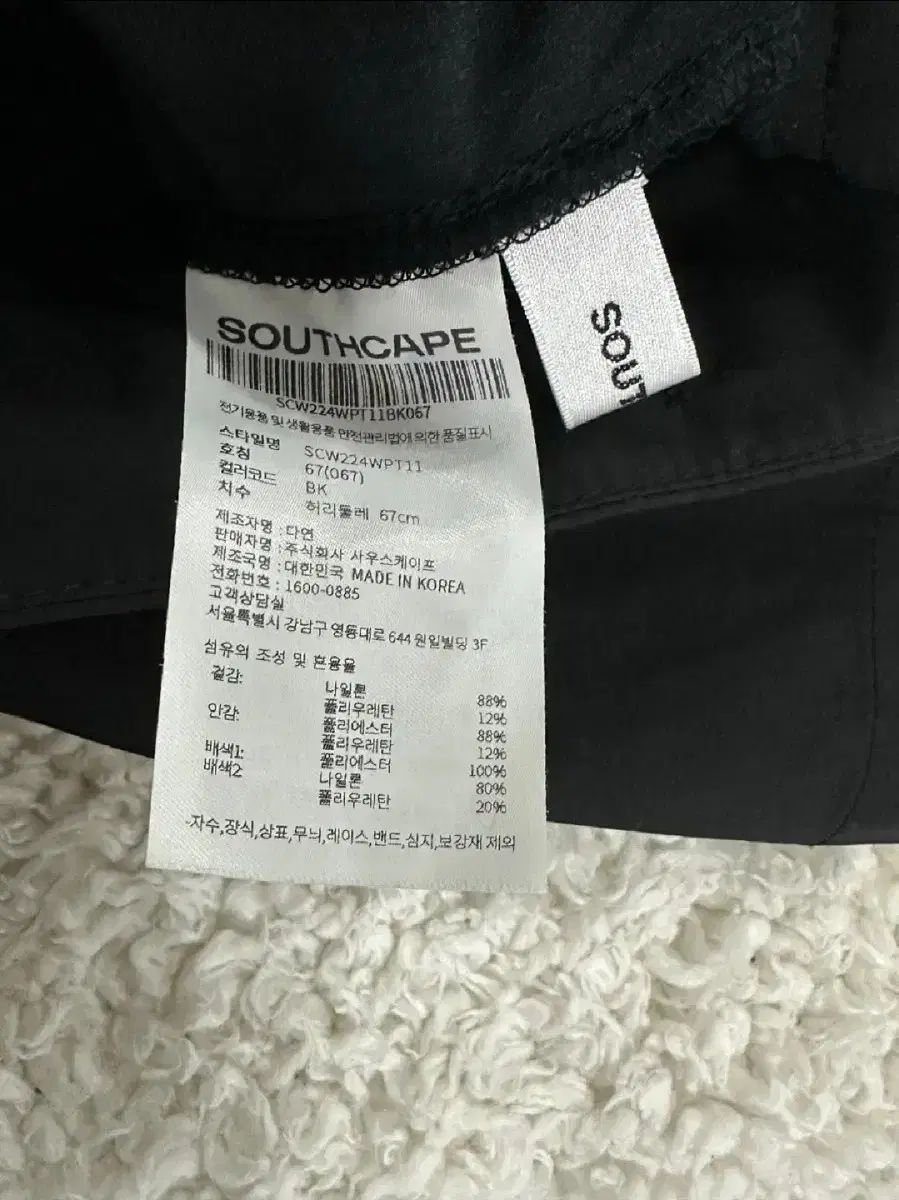 SOUTHCAPE
SCW224WPT11BK067
전기용품 및 생활용품 안전관리법에 의한 품질표시
스타일명 SCW224WPT11
호칭 67(067)
컬러코드 BK
치수 허리둘레 67cm
제조자명 : 다연
판매자명 : 주식회사 사우스케이프
제조국명 : 대한민국 MADE IN KOREA
전화번호 : 1600-0885
고객상담실
서울특별시 강남구 영동대로 644 원일빌딩 3F
섬유의 조성 및 혼용율
겉감: 나일론 88%
폴리우레탄 12%
안감: 폴리에스터 88%
폴리우레탄 12%
배색1: 폴리에스터 100%
배색2 나일론 80%
폴리우레탄 20%
-자수,장식,상표,무늬,레이스,밴드,심지,보강재 제외
SOUT